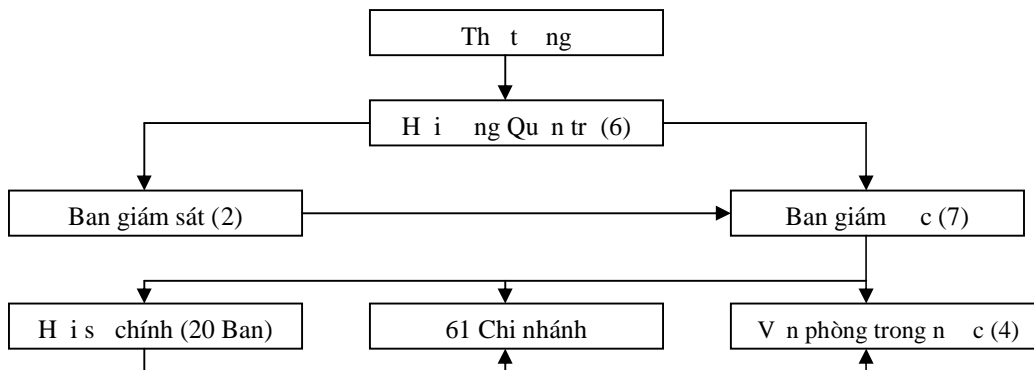 Th t ng
H i ng Qu n tr (6)
Ban giám sát (2)
Ban giám c (7)
H i s chính (20 Ban)
61 Chi nhánh
V n phòng trong n c (4)